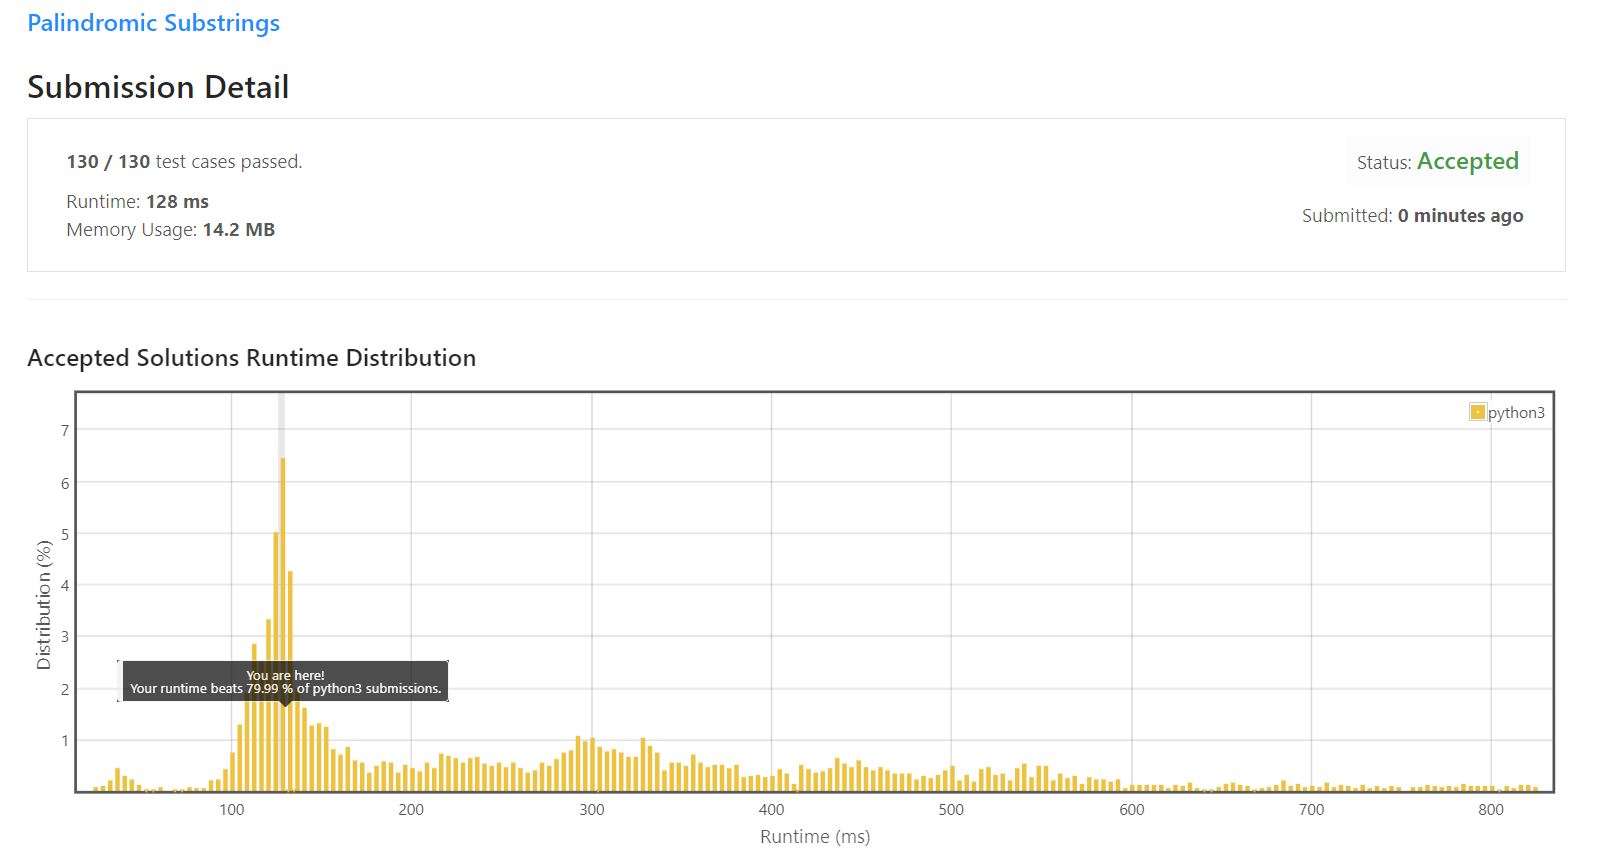 Palindromic Substrings
Submission Detail
130 / 130 test cases passed.
Status: Accepted
Runtime: 128 ms
Submitted: 0 minutes ago
Memory Usage: 14.2 MB
Accepted Solutions Runtime Distribution
python3
7
6
5
4
3
2
1
Distribution (%)
You are here!
Your runtime beats 79.99 % of python3 submissions.
100 200 300 400 500 600 700 800
Runtime (ms)